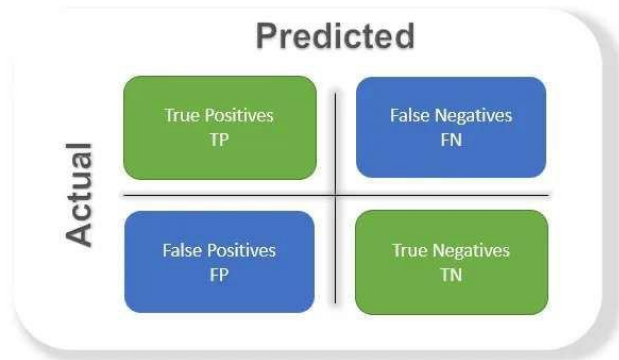 Predicted
Actual
True Positives
TP
False Negatives
FN
False Positives
FP
True Negatives
TN